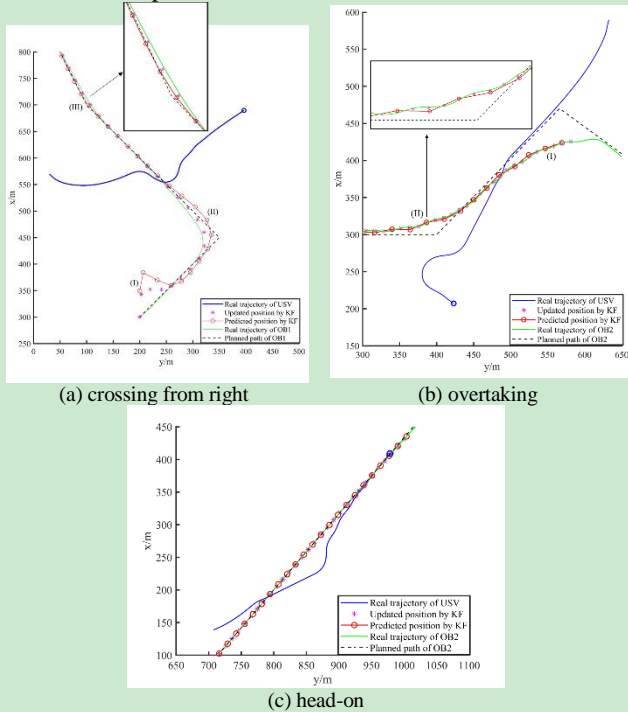 x/m
850
800
750
700
650
600
550
500
450
400
350
300
250
0 50 100 150 200 250 300 350 400 450 500
y/m
(III)
(II)
(I)
Real trajectory of USV
Updated position by KF
Predicted position by KF
Real trajectory of OB1
Planned path of OB1
(a) crossing from right
x/m
600
550
500
450
400
350
300
250
200
150
100
300 350 400 450 500 550 600 650
y/m
(I)
(II)
Real trajectory of USV
Updated position by KF
Predicted position by KF
Real trajectory of OB2
Planned path of OB2
(b) overtaking
x/m
450
400
350
300
250
200
150
100
650 700 750 800 850 900 950 1000 1050 1100
y/m
Real trajectory of USV
Updated position by KF
Predicted position by KF
Real trajectory of OB2
Planned path of OB2
(c) head-on